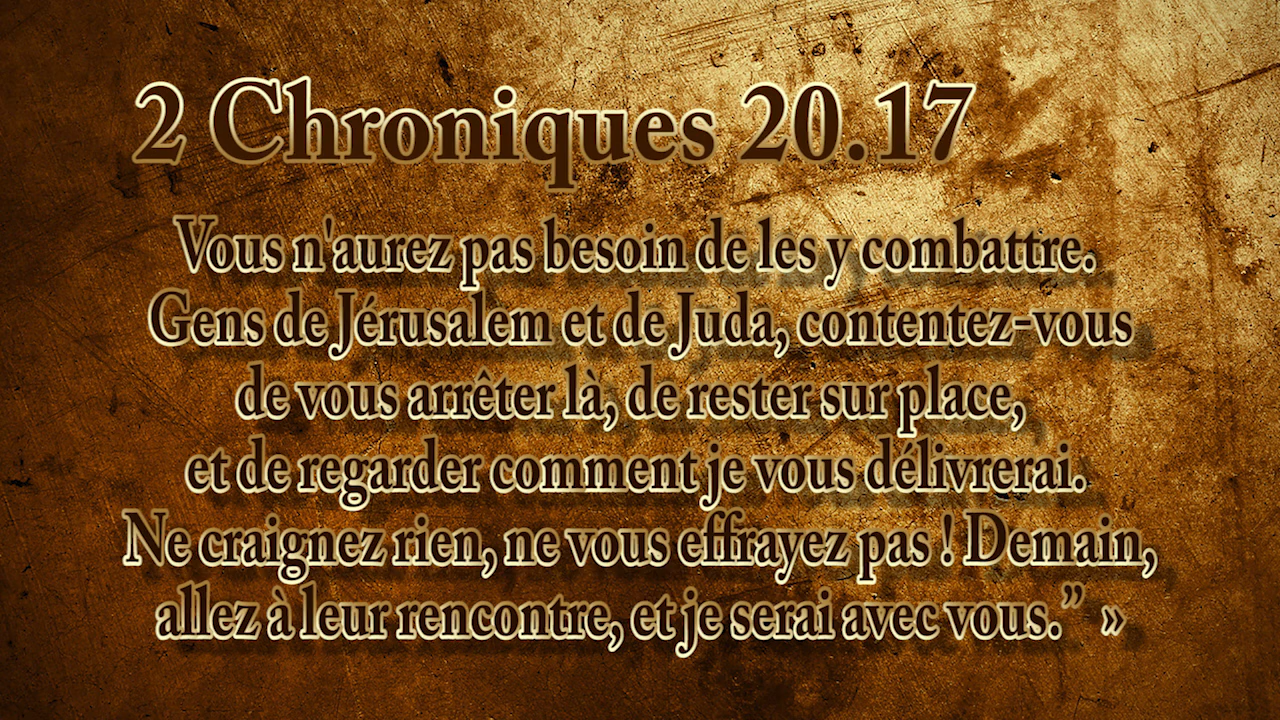 2 Chroniques 20.17
Vous n'aurez pas besoin de les y combattre.
Gens de Jérusalem et de Juda, contentez-vous
de vous arrêter là, de rester sur place,
et de regarder comment je vous délivrerai.
Ne craignez rien, ne vous effrayez pas ! Demain,
allez à leur rencontre, et je serai avec vous.” »